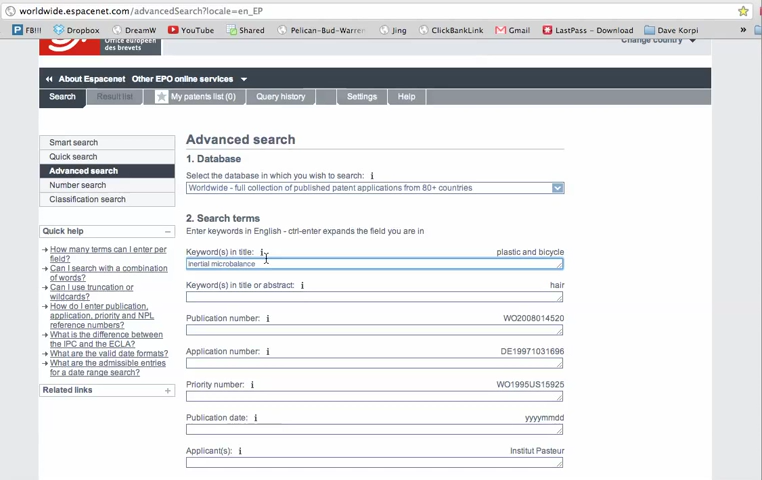 worldwide.espacenet.com/advancedSearch?locale=en_EP
FB!!! Dropbox DreamW YouTube Shared Pelican-Bud-Warren Jing ClickBankLink Gmail LastPass – Download Dave Korpi »
Office européen
des brevets
Change country
About Espacenet Other EPO online services
Search Result list My patents list (0) Query history Settings Help
Smart search
Quick search
Advanced search
Number search
Classification search
Quick help
How many terms can I enter per
field?
Can I search with a combination
of words?
Can I use truncation or
wildcards?
How do I enter publication,
application, priority and NPL
reference numbers?
What is the difference between
the IPC and the ECLA?
What are the valid date formats?
What are the admissible entries
for a date range search?
Related links
Advanced search
1. Database
Select the database in which you wish to search:
Worldwide - full collection of published patent applications from 80+ countries
2. Search terms
Enter keywords in English - ctrl-enter expands the field you are in
Keyword(s) in title: plastic and bicycle
inertial microbalance
Keyword(s) in title or abstract: hair
Publication number: WO2008014520
Application number: DE19971031696
Priority number: WO1995US15925
Publication date: yyyymmdd
Applicant(s): Institut Pasteur